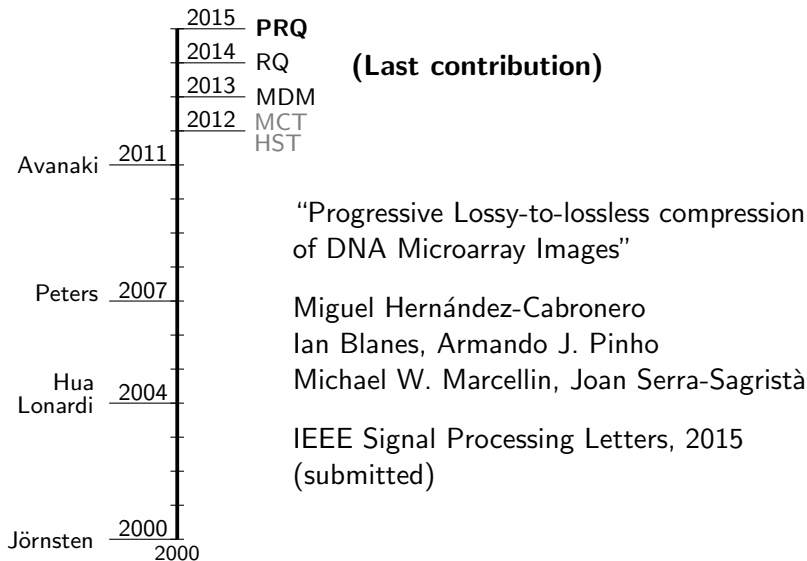 2015 PRQ
2014 RQ
(Last contribution)
2013 MDM
2012 MCT
HST
Avanaki 2011
“Progressive Lossy-to-lossless compression
of DNA Microarray Images”
Peters 2007
Miguel Hernández-Cabronero
Ian Blanes, Armando J. Pinho
Michael W. Marcellin, Joan Serra-Sagristà
Hua
Lonardi 2004
IEEE Signal Processing Letters, 2015
(submitted)
Jörnsten 2000
2000